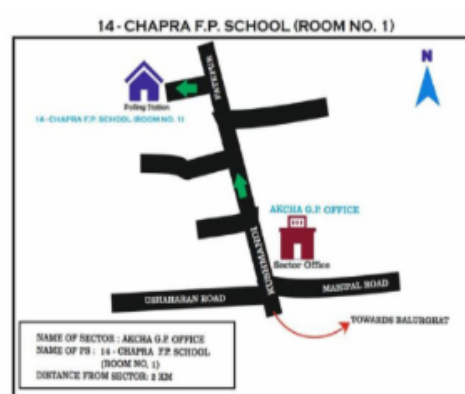 14 - CHAPRA F.P. SCHOOL (ROOM NO. 1)
N
FATEPUR
Polling Station
14 -CHAPRA F.P. SCHOOL (ROOM NO. 1)
AKCHA G.P. OFFICE
Sector Office
KUSHMANDI
MAHIPAL ROAD
USHAHARAN ROAD
TOWARDS BALURGHAT
NAME OF SECTOR : AKCHA G.P. OFFICE
NAME OF PS : 14 - CHAPRA F.P. SCHOOL
(ROOM NO. 1)
DISTANCE FROM SECTOR: 2 KM